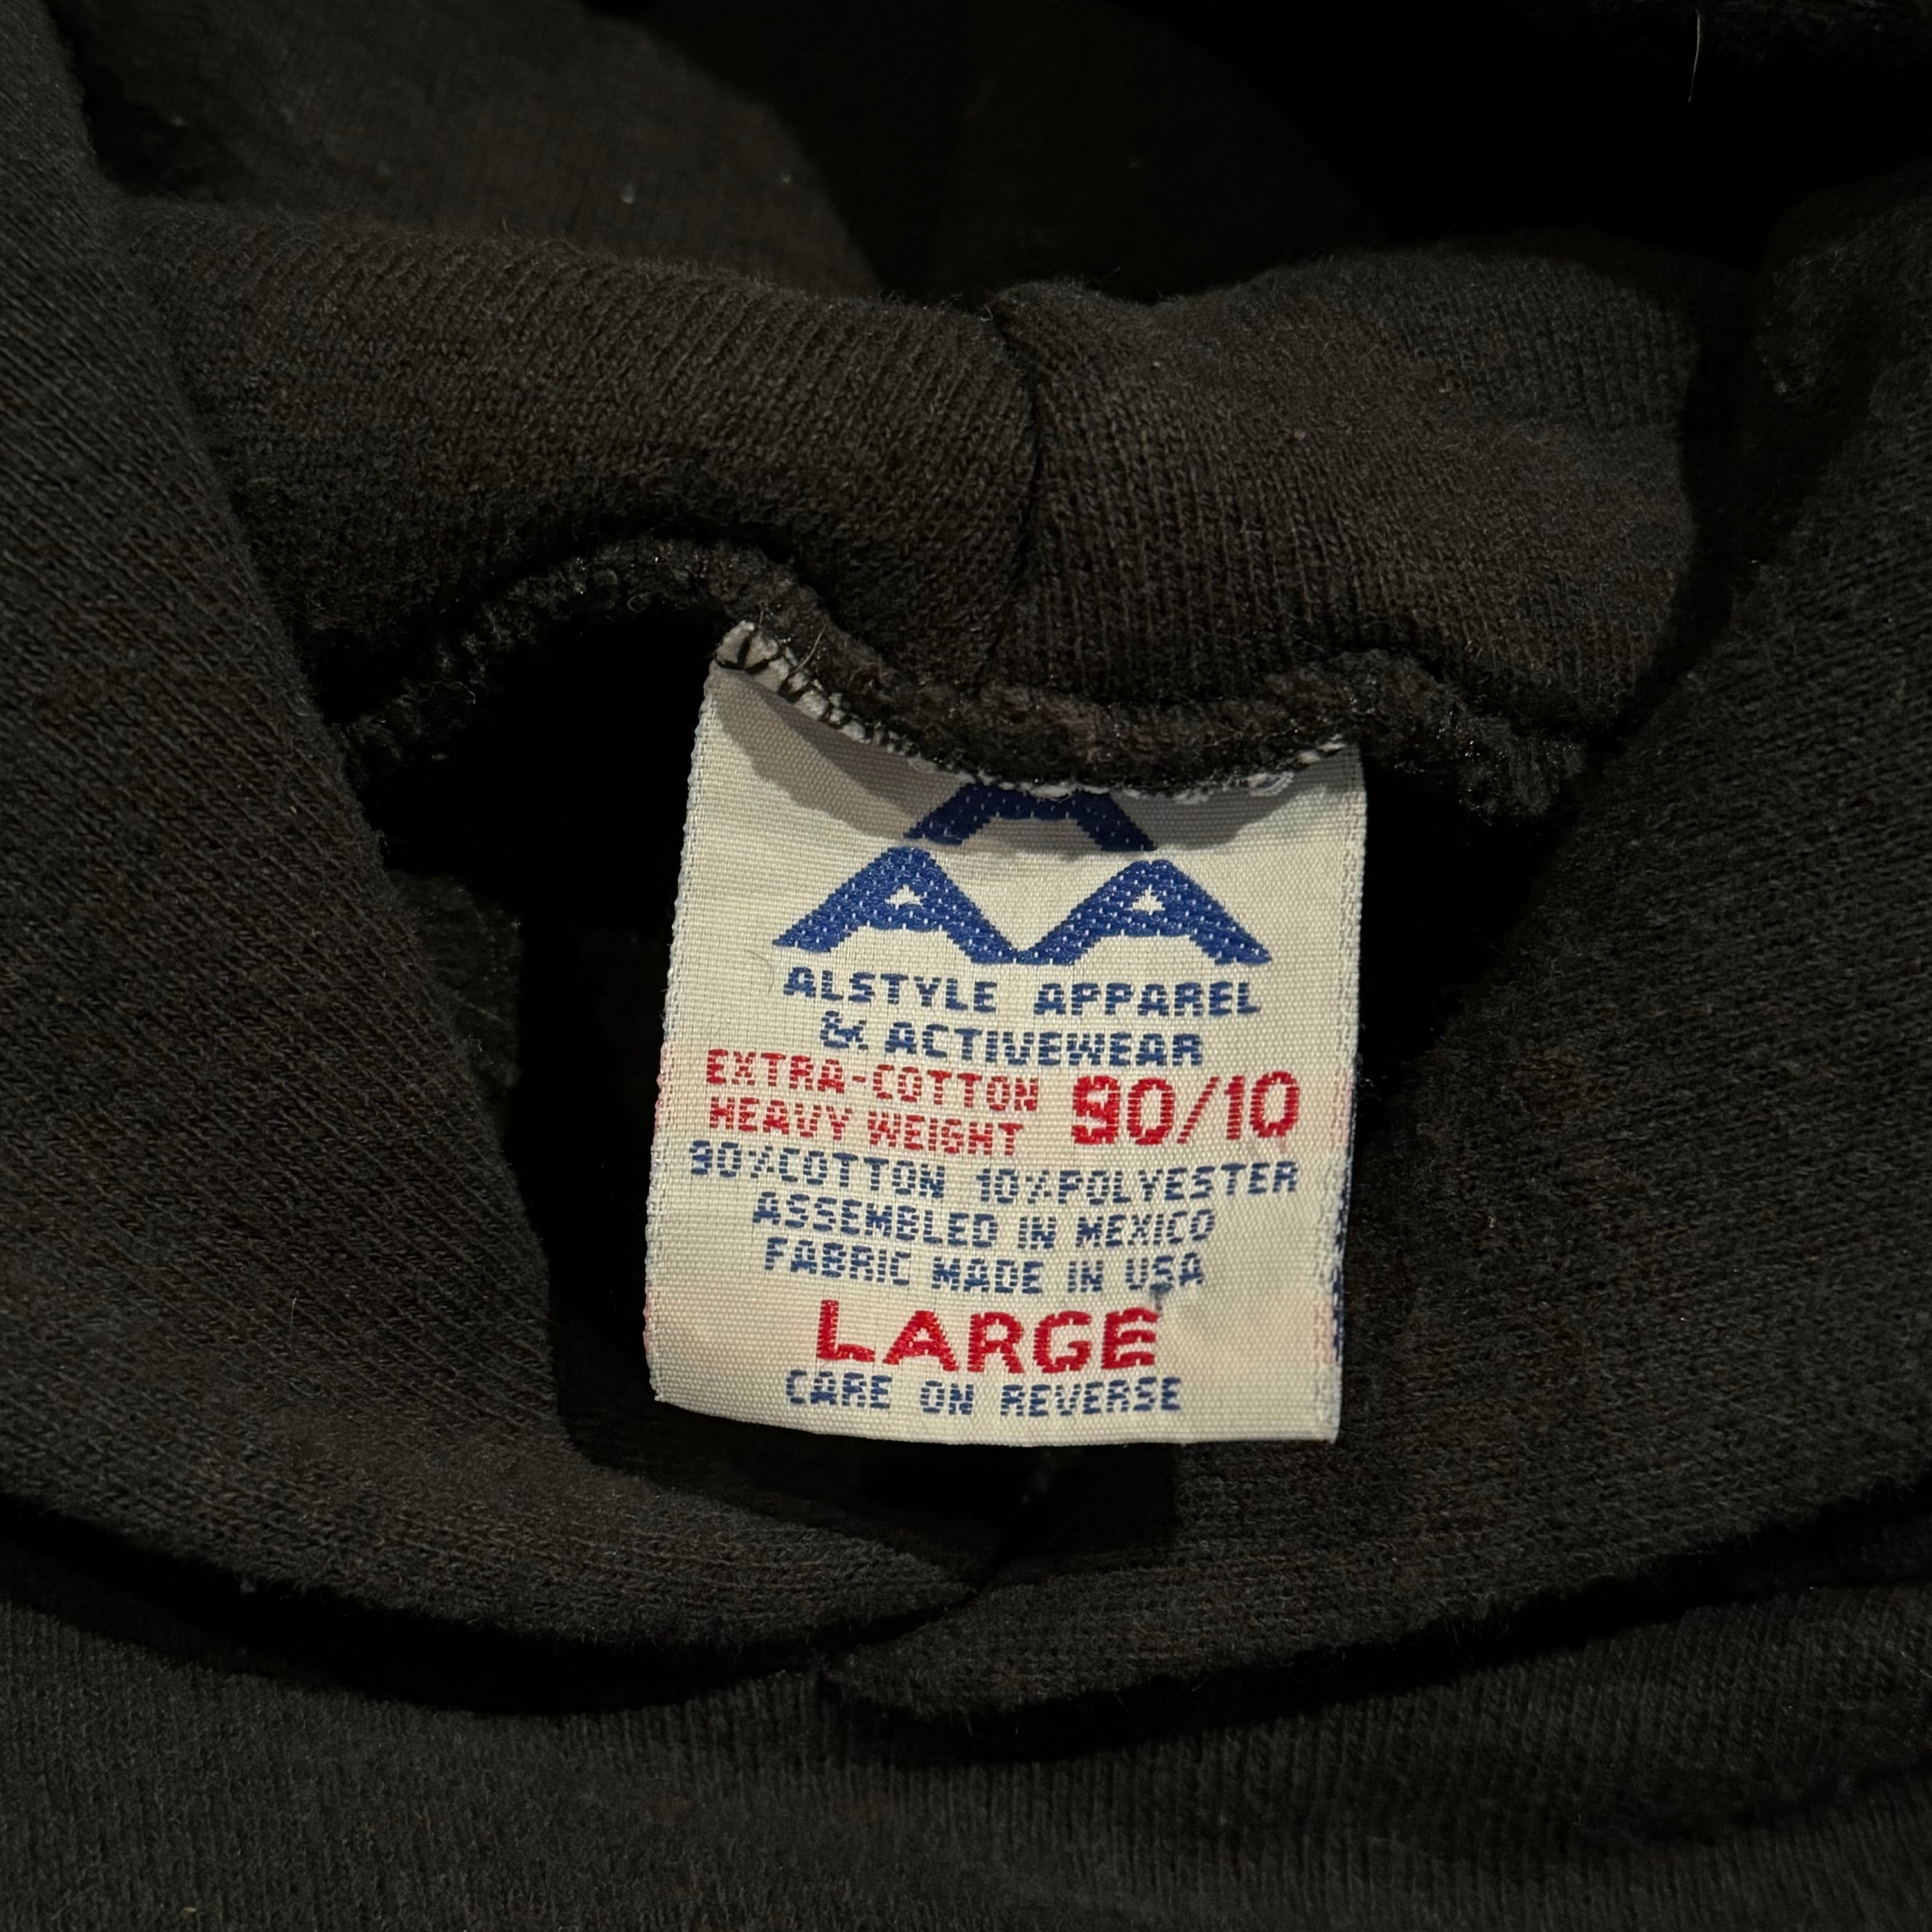 A
AA
ALSTYLE APPAREL
& ACTIVEWEAR
EXTRA-COTTON
HEAVY WEIGHT
90/10
90%COTTON 10%POLYESTER
ASSEMBLED IN MEXICO
FABRIC MADE IN USA
LARGE
CARE ON REVERSE